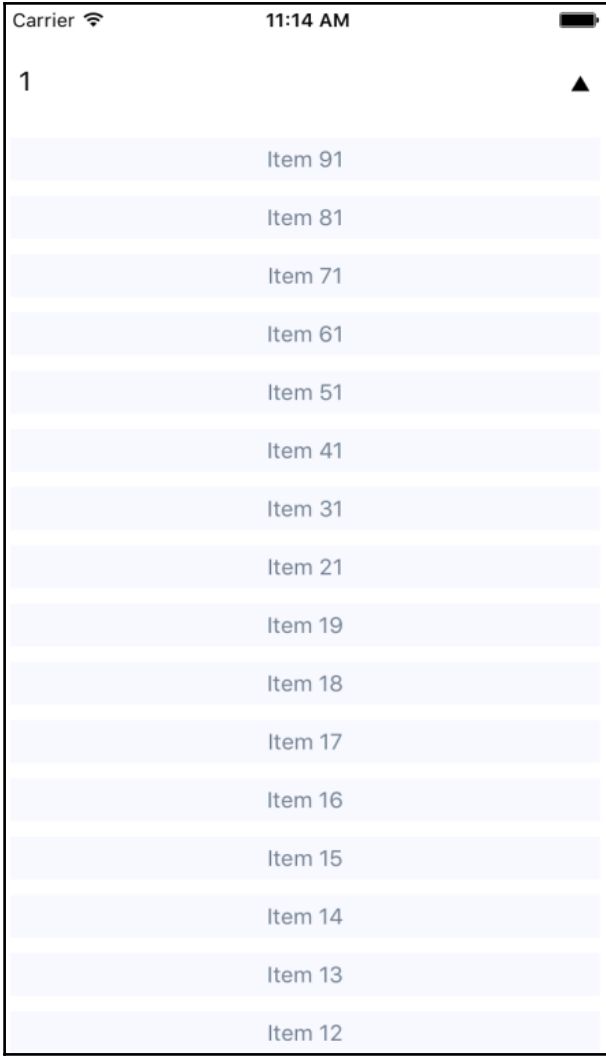 Carrier 11:14 AM
1 ▲
Item 91
Item 81
Item 71
Item 61
Item 51
Item 41
Item 31
Item 21
Item 19
Item 18
Item 17
Item 16
Item 15
Item 14
Item 13
Item 12